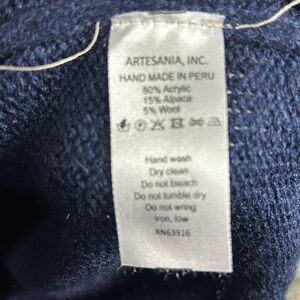 ARTESANIA, INC.
HAND MADE IN PERU
80% Acrylic
15% Alpaca
5% Wool
Hand wash
Dry clean
Do not bleach
Do not tumble dry
Do not wring
Iron, low
RN63916